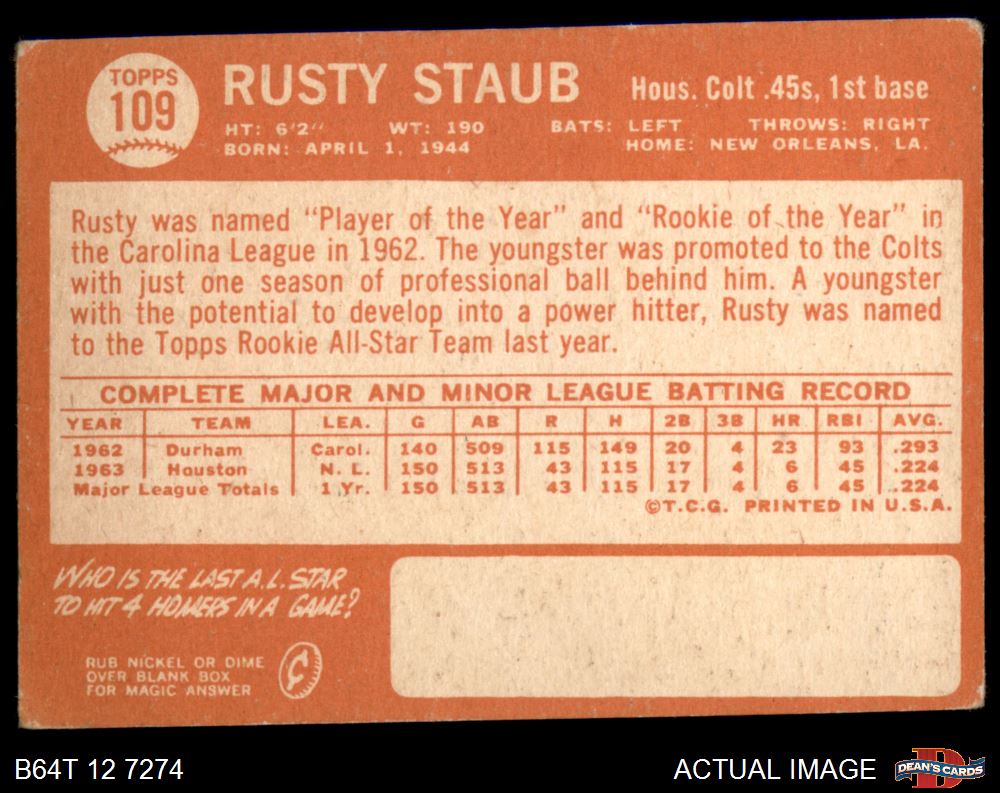 TOPPS
109
RUSTY STAUB
Hous. Colt .45s, 1st base
HT: 6'2" WT: 190 BATS: LEFT THROWS: RIGHT
BORN: APRIL 1, 1944 HOME: NEW ORLEANS, LA.
Rusty was named "Player of the Year" and "Rookie of the Year" in
the Carolina League in 1962. The youngster was promoted to the Colts
with just one season of professional ball behind him. A youngster
with the potential to develop into a power hitter, Rusty was named
to the Topps Rookie All-Star Team last year.
COMPLETE MAJOR AND MINOR LEAGUE BATTING RECORD
YEAR TEAM LEA. G AB R H 2B 3B HR RBI AVG.
1962 Durham Carol. 140 509 115 149 20 4 23 93 .293
1963 Houston N. L. 150 513 43 115 17 4 6 45 .224
Major League Totals 1 Yr. 150 513 43 115 17 4 6 45 .224
©T.C.G. PRINTED IN U.S.A.
WHO IS THE LAST A.L. STAR
TO HIT 4 HOMERS IN A GAME?
RUB NICKEL OR DIME
OVER BLANK BOX
FOR MAGIC ANSWER
B64T 12 7274
ACTUAL IMAGE
DEAN'S CARDS